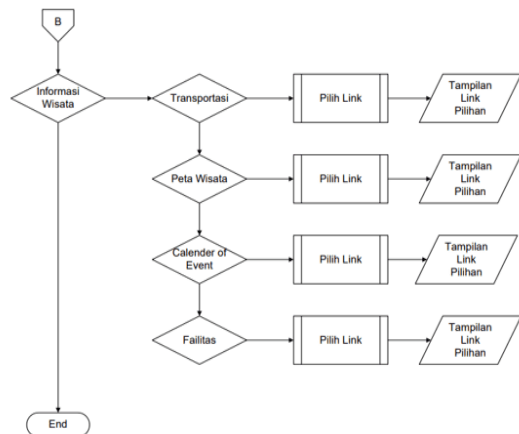 B
Informasi
Wisata
Transportasi
Pilih Link
Tampilan
Link
Pilihan
Peta Wisata
Pilih Link
Tampilan
Link
Pilihan
Calender of
Event
Pilih Link
Tampilan
Link
Pilihan
Failitas
Pilih Link
Tampilan
Link
Pilihan
End